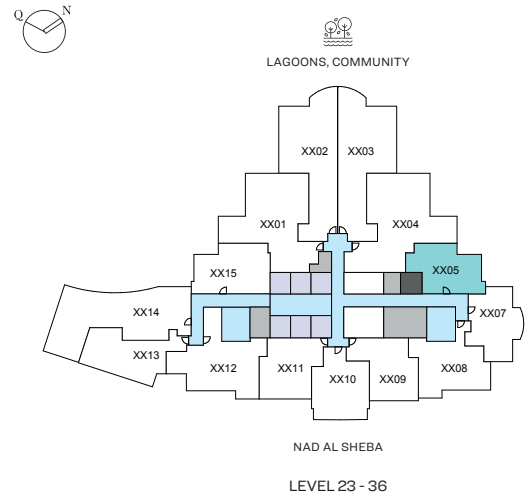 Q N
LAGOONS, COMMUNITY
XX02 XX03
XX01 XX04
XX15 XX05
XX14 XX07
XX13 XX12 XX11 XX10 XX09 XX08
NAD AL SHEBA
LEVEL 23 - 36